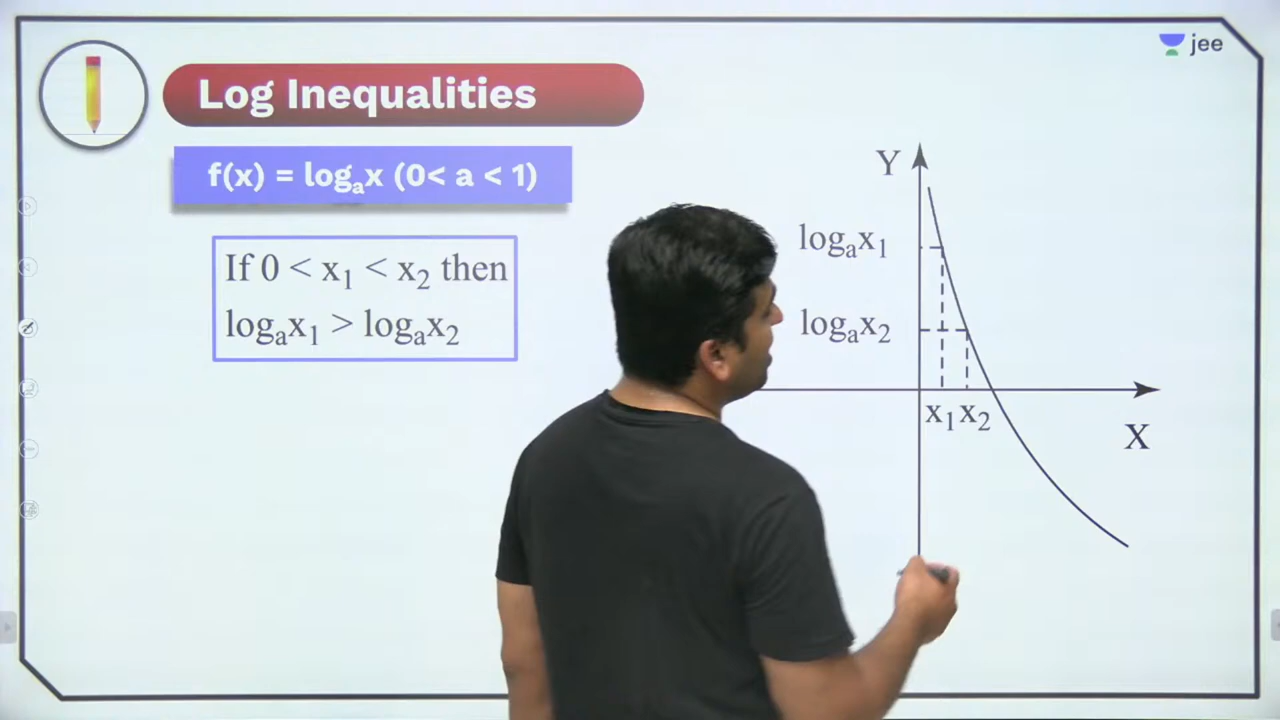 jee
Log Inequalities
f(x) = logₐx (0< a < 1)
If 0 < x₁ < x₂ then
logₐx₁ > logₐx₂
Y
logₐx₁
logₐx₂
x₁ x₂
X